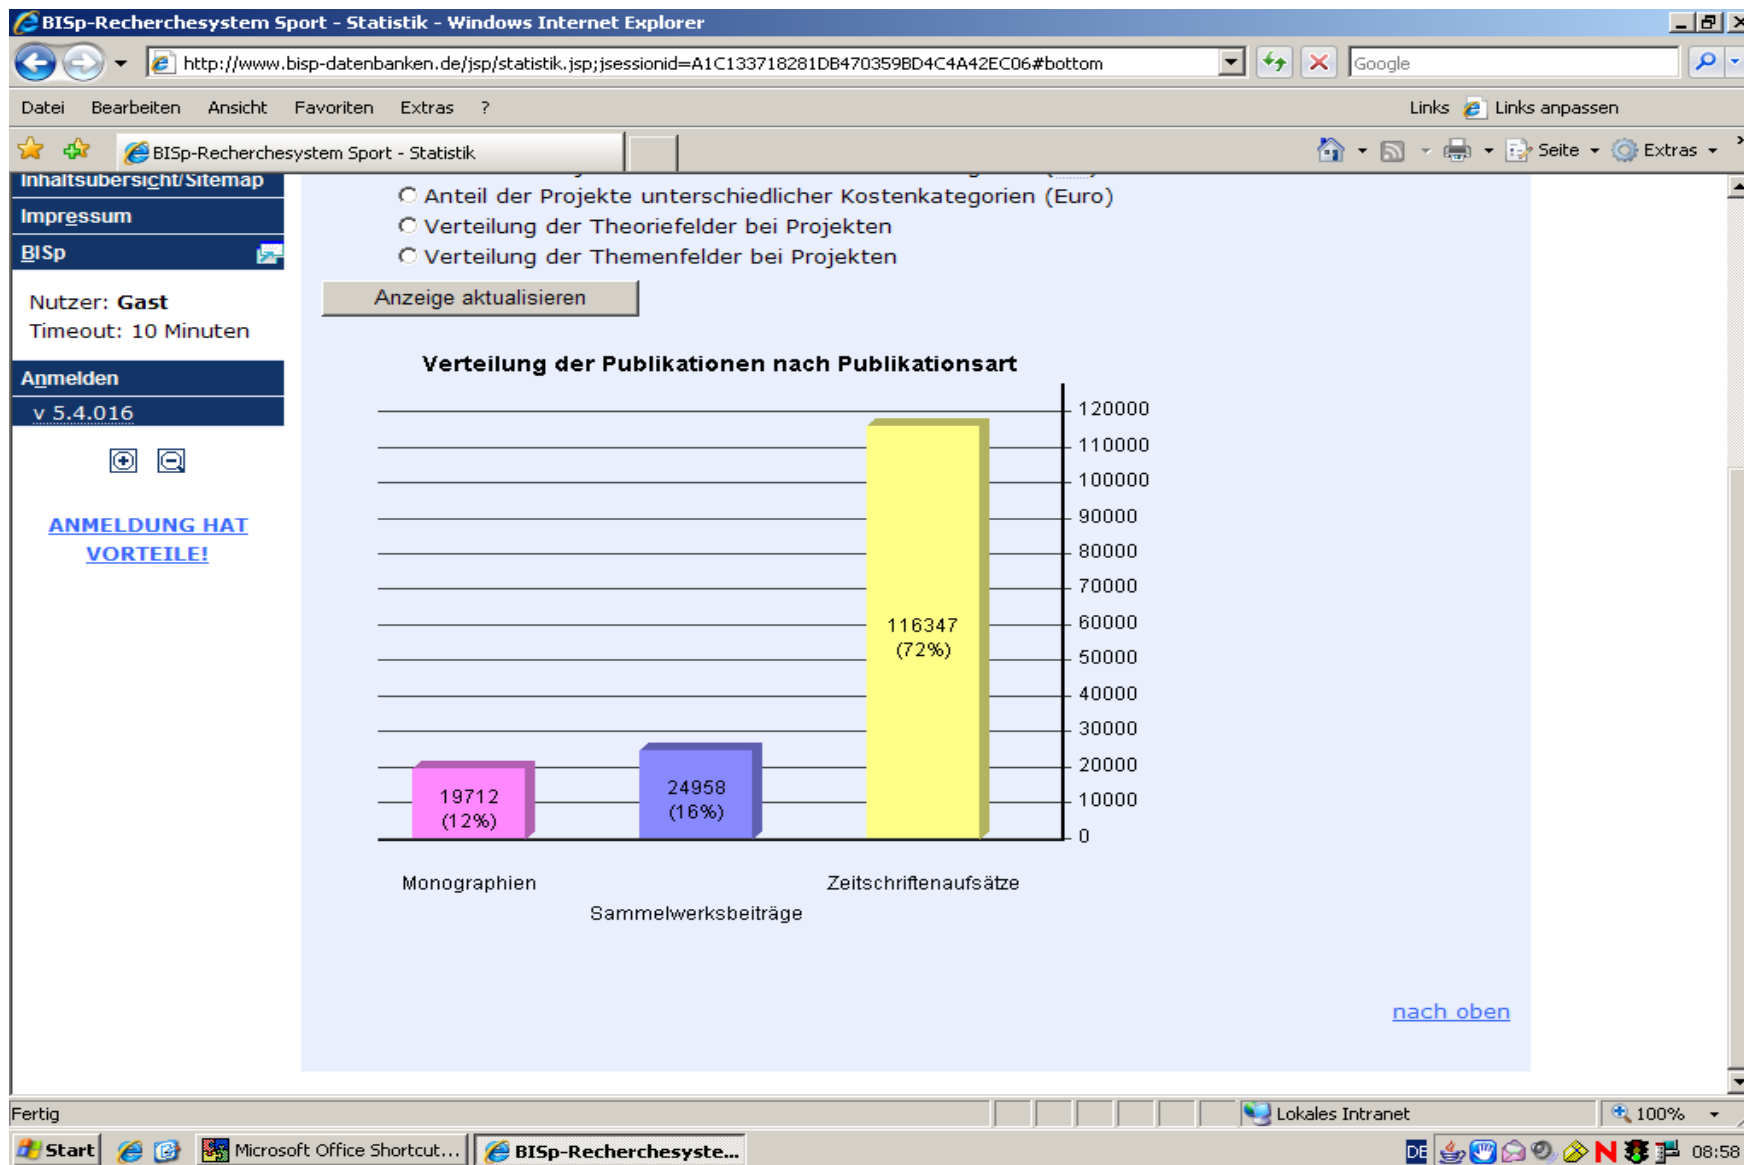 BISp-Recherchesystem Sport - Statistik - Windows Internet Explorer
http://www.bisp-datenbanken.de/jsp/statistik.jsp;jsessionid=A1C133718281DB470359BD4C4A42EC06#bottom
Google
Datei Bearbeiten Ansicht Favoriten Extras ?
Links Links anpassen
BISp-Recherchesystem Sport - Statistik
Seite Extras
Inhaltsübersicht/Sitemap
Impressum
BISp
Nutzer: Gast
Timeout: 10 Minuten
Anmelden
v 5.4.016
ANMELDUNG HAT
VORTEILE!
Anteil der Projekte unterschiedlicher Kostenkategorien (Euro)
Verteilung der Theoriefelder bei Projekten
Verteilung der Themenfelder bei Projekten
Anzeige aktualisieren
Verteilung der Publikationen nach Publikationsart
120000
110000
100000
90000
80000
70000
60000
50000
40000
30000
20000
10000
0
19712
(12%)
24958
(16%)
116347
(72%)
Monographien
Sammelwerksbeiträge
Zeitschriftenaufsätze
nach oben
Fertig
Lokales Intranet
100%
Start
Microsoft Office Shortcut...
BISp-Recherchesyste...
DE
08:58